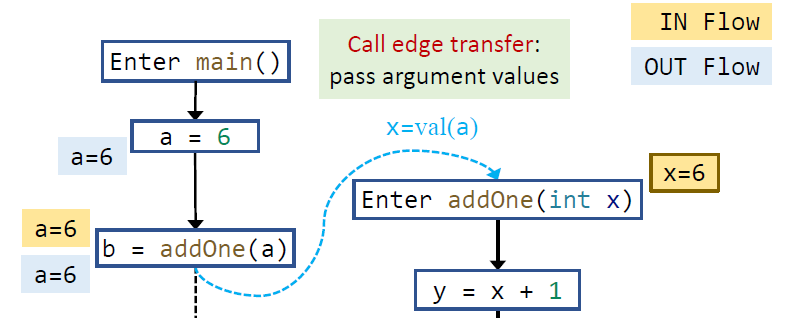 IN Flow
OUT Flow
Call edge transfer:
pass argument values
Enter main()
a = 6
a=6
x=val(a)
Enter addOne(int x)
x=6
a=6
b = addOne(a)
a=6
y = x + 1